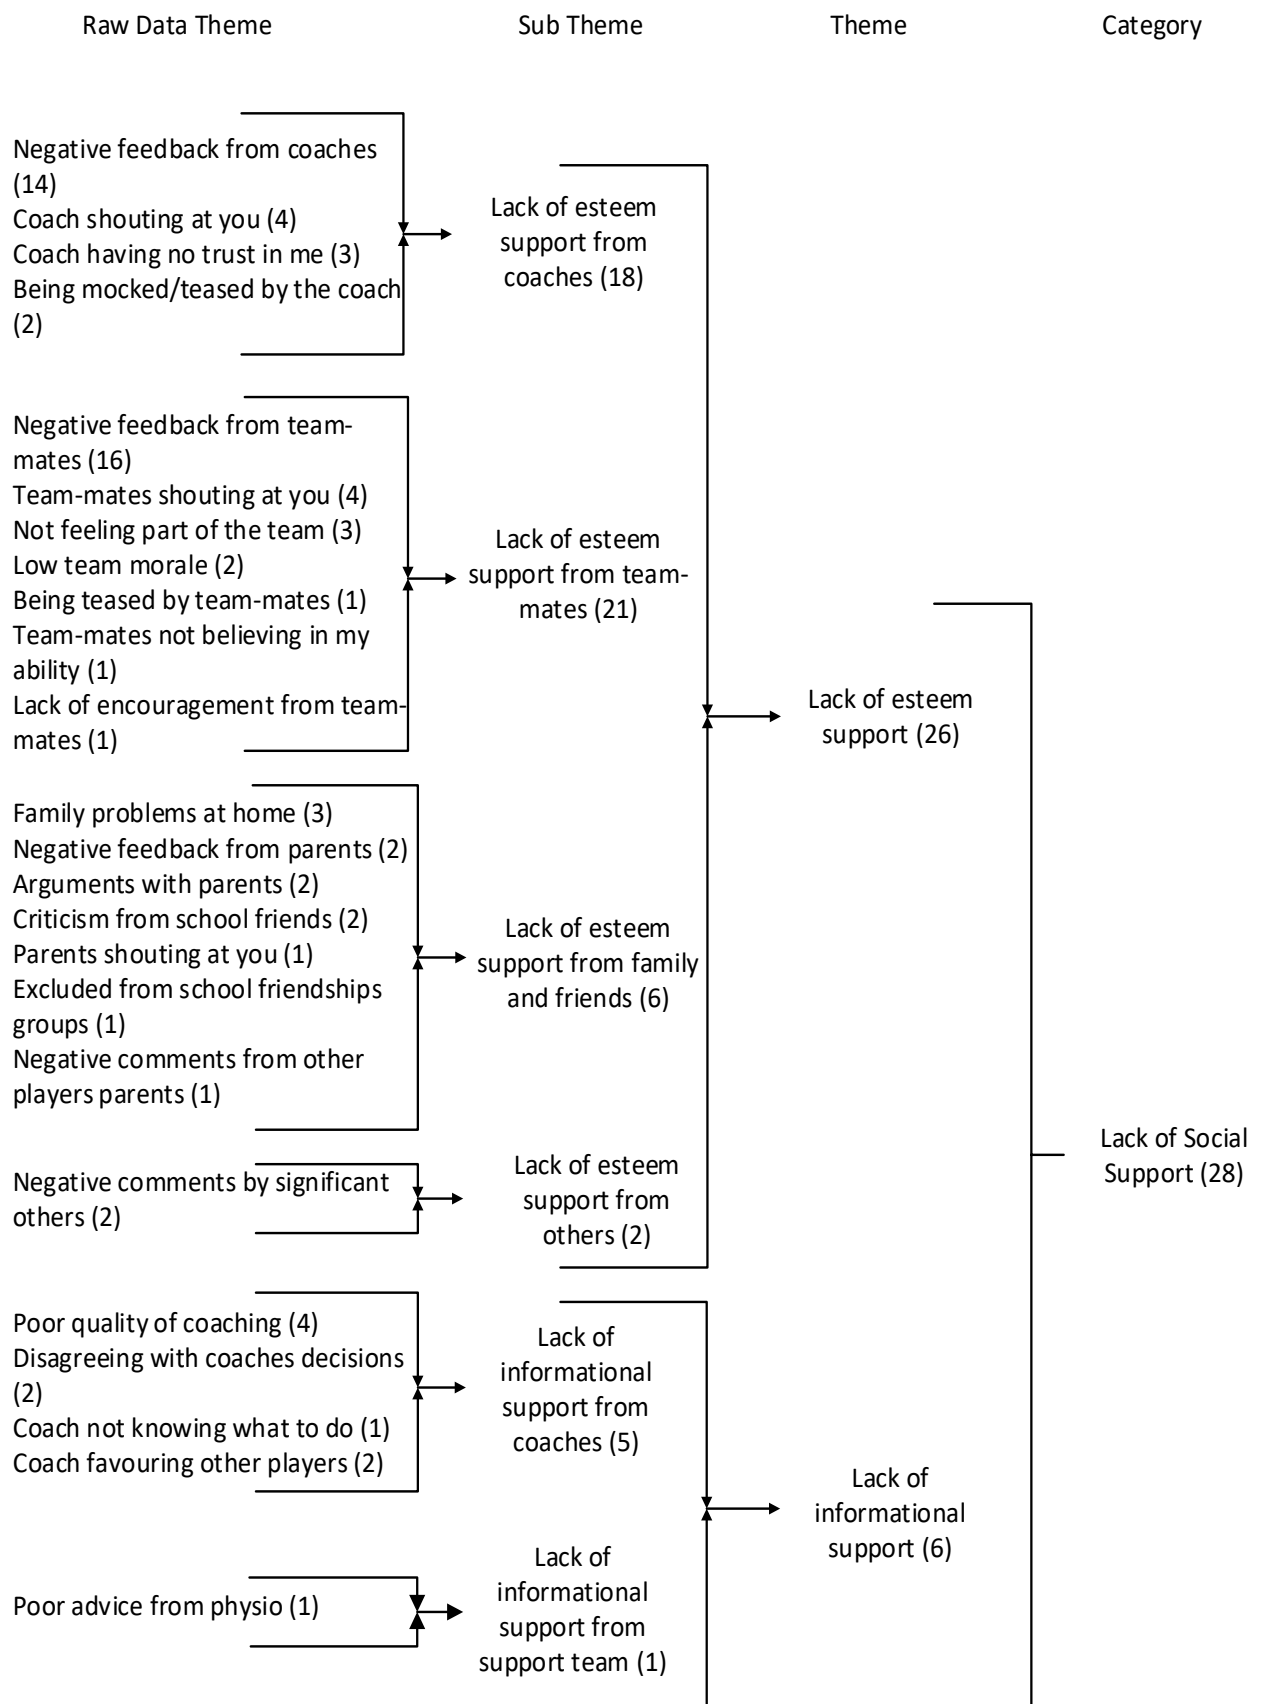 Raw Data Theme
Sub Theme
Theme
Category
Negative feedback from coaches
(14)
Coach shouting at you (4)
Coach having no trust in me (3)
Being mocked/teased by the coach
(2)
Lack of esteem
support from
coaches (18)
Negative feedback from team-
mates (16)
Team-mates shouting at you (4)
Not feeling part of the team (3)
Low team morale (2)
Being teased by team-mates (1)
Team-mates not believing in my
ability (1)
Lack of encouragement from team-
mates (1)
Lack of esteem
support from team-
mates (21)
Family problems at home (3)
Negative feedback from parents (2)
Arguments with parents (2)
Criticism from school friends (2)
Parents shouting at you (1)
Excluded from school friendships
groups (1)
Negative comments from other
players parents (1)
Lack of esteem
support from family
and friends (6)
Negative comments by significant
others (2)
Lack of esteem
support from
others (2)
Lack of esteem
support (26)
Poor quality of coaching (4)
Disagreeing with coaches decisions
(2)
Coach not knowing what to do (1)
Coach favouring other players (2)
Lack of
informational
support from
coaches (5)
Poor advice from physio (1)
Lack of
informational
support from
support team (1)
Lack of
informational
support (6)
Lack of Social
Support (28)